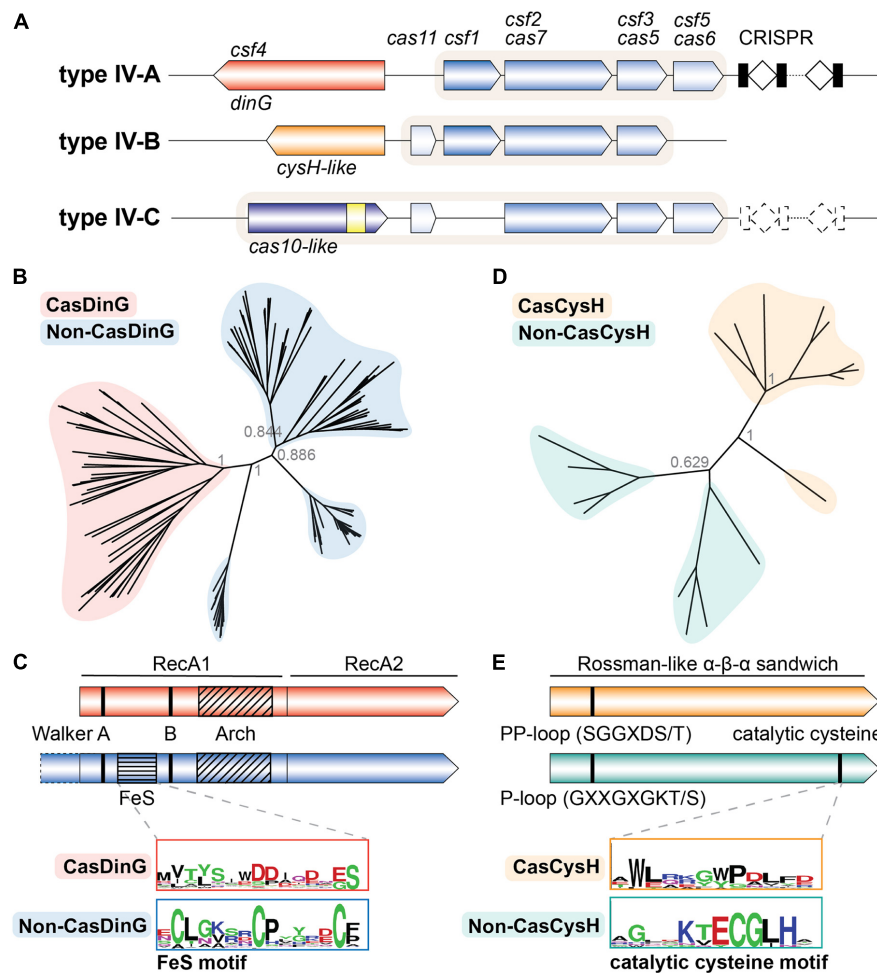 A
csf4
cas11 csf1 csf2 cas7 csf3 cas5 csf5 cas6 CRISPR
type IV-A
dinG
type IV-B
cysH-like
type IV-C
cas10-like
B
CasDinG
Non-CasDinG
0.844
0.886
1
1
D
CasCysH
Non-CasCysH
1
1
0.629
C
RecA1 RecA2
Walker A B Arch
FeS
CasDinG
Non-CasDinG
FeS motif
E
Rossman-like α-β-α sandwich
PP-loop (SGGXDS/T) catalytic cysteine
P-loop (GXXGXGKT/S)
CasCysH
WLRKGWPDLFD
Non-CasCysH
AG KTECGLH
catalytic cysteine motif